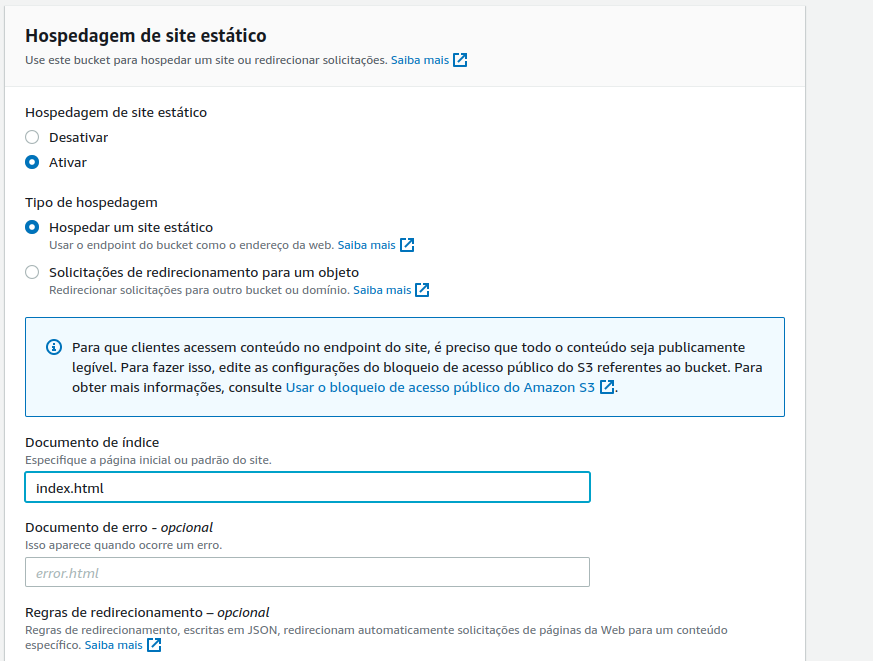 Hospedagem de site estático
Use este bucket para hospedar um site ou redirecionar solicitações. Saiba mais
Hospedagem de site estático
Desativar
Ativar
Tipo de hospedagem
Hospedar um site estático
Usar o endpoint do bucket como o endereço da web. Saiba mais
Solicitações de redirecionamento para um objeto
Redirecionar solicitações para outro bucket ou domínio. Saiba mais
Para que clientes acessem conteúdo no endpoint do site, é preciso que todo o conteúdo seja publicamente
legível. Para fazer isso, edite as configurações do bloqueio de acesso público do S3 referentes ao bucket. Para
obter mais informações, consulte Usar o bloqueio de acesso público do Amazon S3.
Documento de índice
Especifique a página inicial ou padrão do site.
index.html
Documento de erro - opcional
Isso aparece quando ocorre um erro.
error.html
Regras de redirecionamento – opcional
Regras de redirecionamento, escritas em JSON, redirecionam automaticamente solicitações de páginas da Web para um conteúdo
específico. Saiba mais